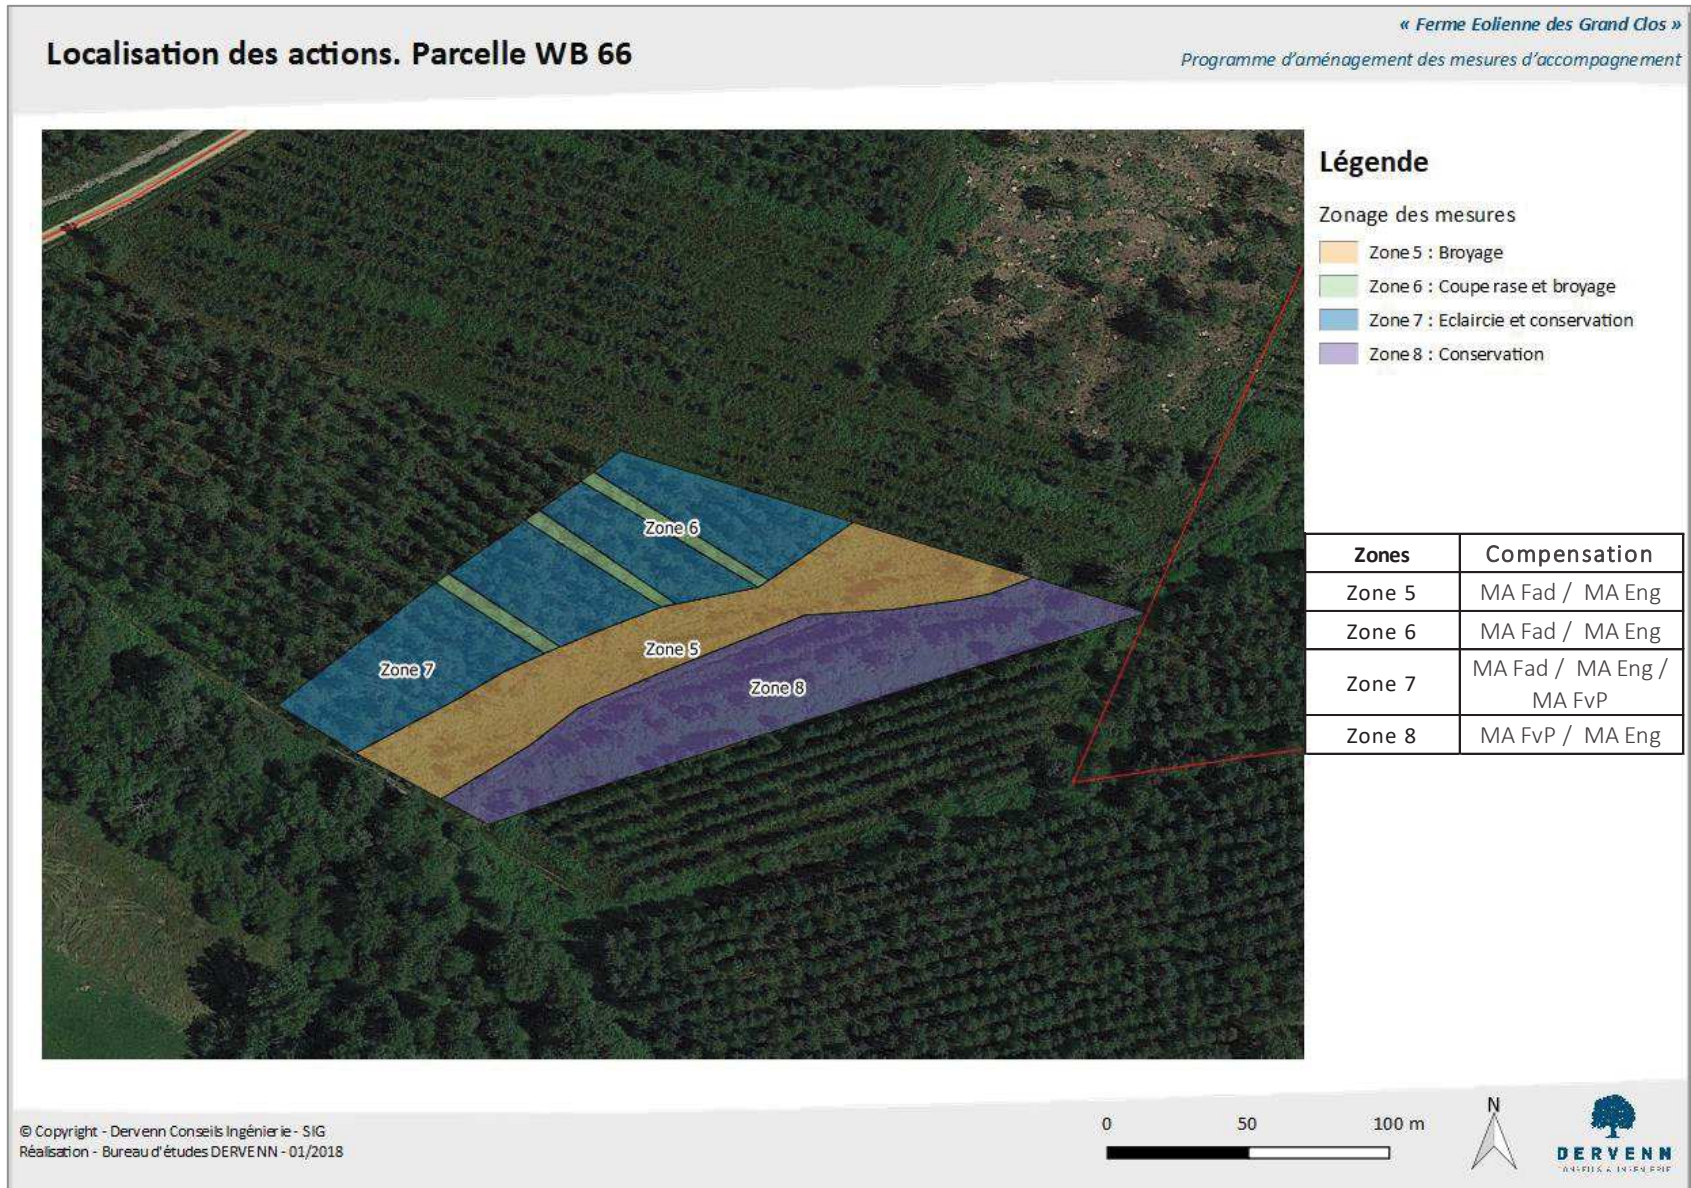 « Ferme Eolienne des Grand Clos »
Localisation des actions. Parcelle WB 66
Programme d'aménagement des mesures d'accompagnement
Légende
Zonage des mesures
Zone 5 : Broyage
Zone 6 : Coupe rase et broyage
Zone 7 : Eclaircie et conservation
Zone 8 : Conservation
Zone 6
Zone 5
Zone 7
Zone 8
Zones Compensation
Zone 5 MA Fad / MA Eng
Zone 6 MA Fad / MA Eng
Zone 7 MA Fad / MA Eng /
MA FvP
Zone 8 MA FvP / MA Eng
© Copyright - Dervenn Conseils Ingénierie - SIG
Réalisation - Bureau d'études DERVENN - 01/2018
0 50 100 m
N
DERVENN
CONSEILS & INGENIERIE